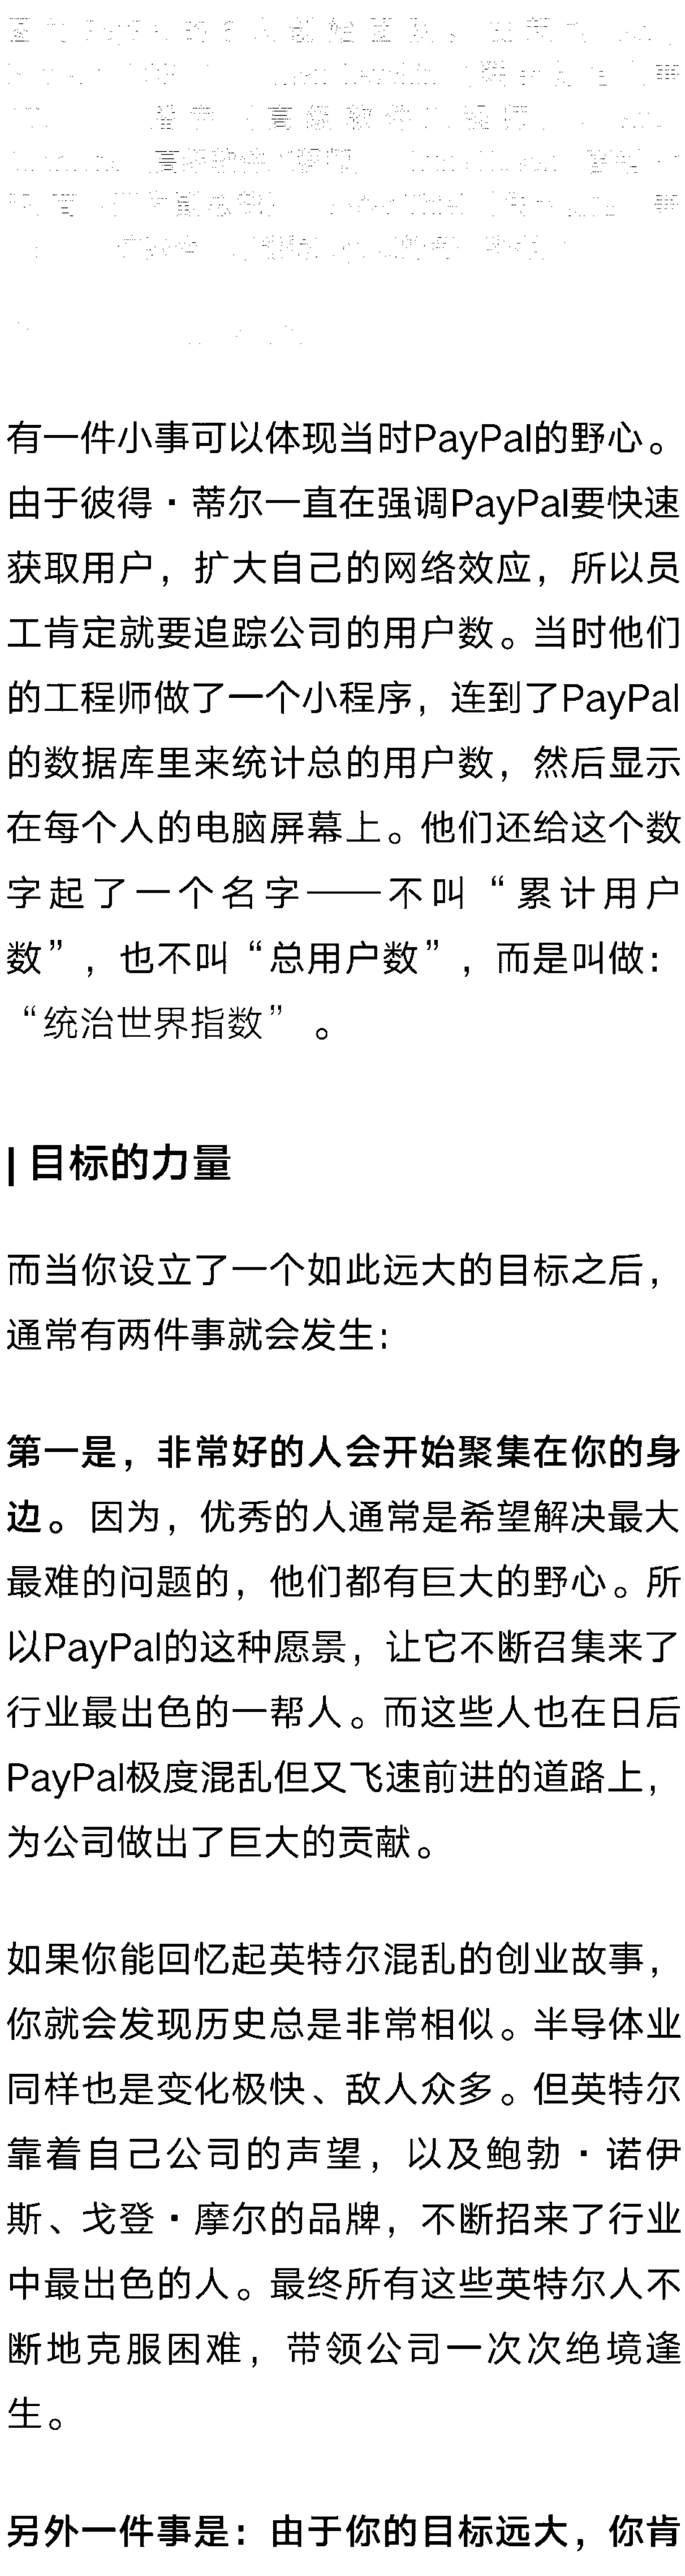 有一件小事可以体现当时PayPal的野心。
由于彼得·蒂尔一直在强调PayPal要快速
获取用户，扩大自己的网络效应，所以员
工肯定就要追踪公司的用户数。当时他们
的工程师做了一个小程序，连到了PayPal
的数据库里来统计总的用户数，然后显示
在每个人的电脑屏幕上。他们还给这个数
字起了一个名字——不叫“累计用户
数”，也不叫“总用户数”，而是叫做：
“统治世界指数”。
|目标的力量
而当你设立了一个如此远大的目标之后，
通常有两件事就会发生：
第一是，非常好的人会开始聚集在你的身
边。因为，优秀的人通常是希望解决最大
最难的问题的，他们都有巨大的野心。所
以PayPal的这种愿景，让它不断召集来了
行业最出色的一帮人。而这些人也在日后
PayPal极度混乱但又飞速前进的道路上，
为公司做出了巨大的贡献。
如果你能回忆起英特尔混乱的创业故事，
你就会发现历史总是非常相似。半导体业
同样也是变化极快、敌人众多。但英特尔
靠着自己公司的声望，以及鲍勃·诺伊
斯、戈登·摩尔的品牌，不断招来了行业
中最出色的人。最终所有这些英特尔人不
断地克服困难，带领公司一次次绝境逢
生。
另外一件事是：由于你的目标远大，你肯